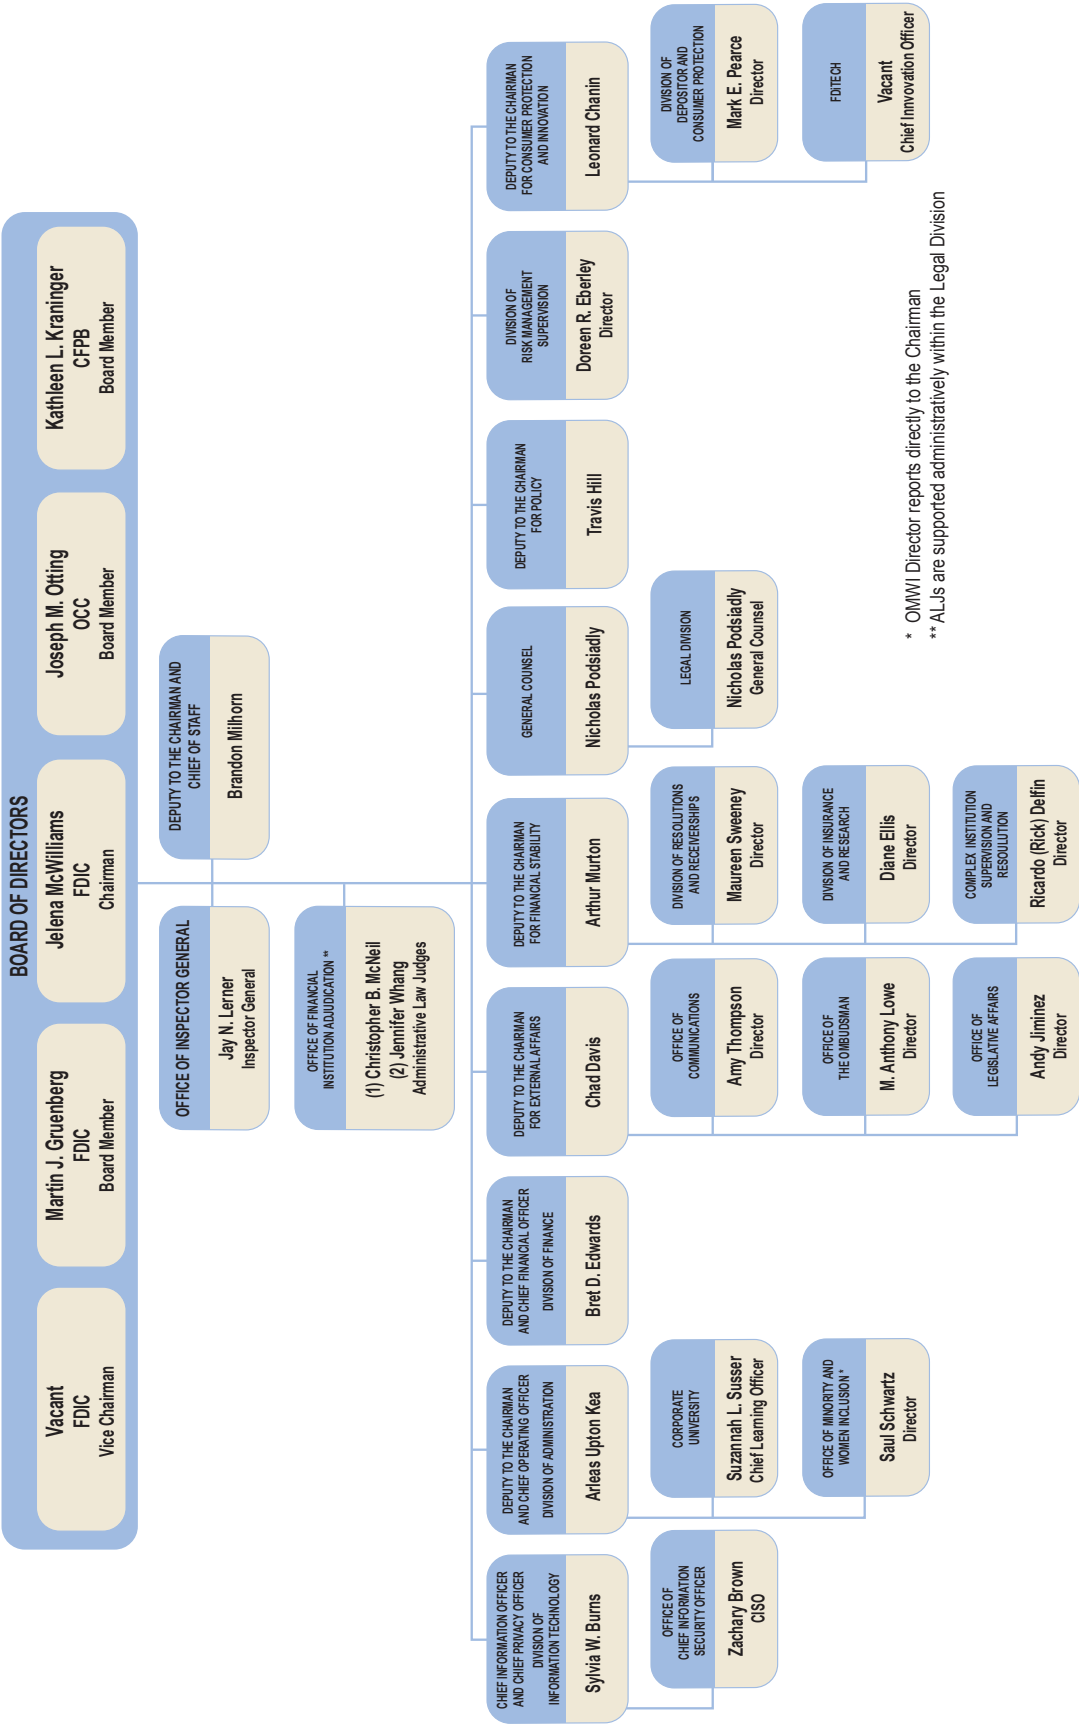 BOARD OF DIRECTORS
Vacant
FDIC
Vice Chairman
Martin J. Gruenberg
FDIC
Board Member
Jelena McWilliams
FDIC
Chairman
Joseph M. Otting
OCC
Board Member
Kathleen L. Kraninger
CFPB
Board Member
OFFICE OF INSPECTOR GENERAL
Jay N. Lerner
Inspector General
DEPUTY TO THE CHAIRMAN AND
CHIEF OF STAFF
Brandon Milhorn
OFFICE OF FINANCIAL
INSTITUTION ADJUDICATION **
(1) Christopher B. McNeil
(2) Jennifer Whang
Administrative Law Judges
CHIEF INFORMATION OFFICER
AND CHIEF PRIVACY OFFICER
DIVISION OF
INFORMATION TECHNOLOGY
Sylvia W. Burns
DEPUTY TO THE CHAIRMAN
AND CHIEF OPERATING OFFICER
DIVISION OF ADMINISTRATION
Arleas Upton Kea
DEPUTY TO THE CHAIRMAN
AND CHIEF FINANCIAL OFFICER
DIVISION OF FINANCE
Bret D. Edwards
DEPUTY TO THE CHAIRMAN
FOR EXTERNAL AFFAIRS
Chad Davis
DEPUTY TO THE CHAIRMAN
FOR FINANCIAL STABILITY
Arthur Murton
GENERAL COUNSEL
Nicholas Podsiadly
DEPUTY TO THE CHAIRMAN
FOR POLICY
Travis Hill
DIVISION OF
RISK MANAGEMENT
SUPERVISION
Doreen R. Eberley
Director
DEPUTY TO THE CHAIRMAN
FOR CONSUMER PROTECTION
AND INNOVATION
Leonard Chanin
OFFICE OF
CHIEF INFORMATION
SECURITY OFFICER
Zachary Brown
CISO
CORPORATE
UNIVERSITY
Suzannah L. Susser
Chief Learning Officer
OFFICE OF
COMMUNICATIONS
Amy Thompson
Director
DIVISION OF RESOLUTIONS
AND RECEIVERSHIPS
Maureen Sweeney
Director
LEGAL DIVISION
Nicholas Podsiadly
General Counsel
DIVISION OF
DEPOSITOR AND
CONSUMER PROTECTION
Mark E. Pearce
Director
OFFICE OF MINORITY AND
WOMEN INCLUSION *
Saul Schwartz
Director
OFFICE OF
THE OMBUDSMAN
M. Anthony Lowe
Director
DIVISION OF INSURANCE
AND RESEARCH
Diane Ellis
Director
FDITECH
Vacant
Chief Innvovation Officer
OFFICE OF
LEGISLATIVE AFFAIRS
Andy Jiminez
Director
COMPLEX INSTITUTION
SUPERVISION AND
RESOULUTION
Ricardo (Rick) Delfin
Director
* OMWI Director reports directly to the Chairman
** ALJs are supported administratively within the Legal Division